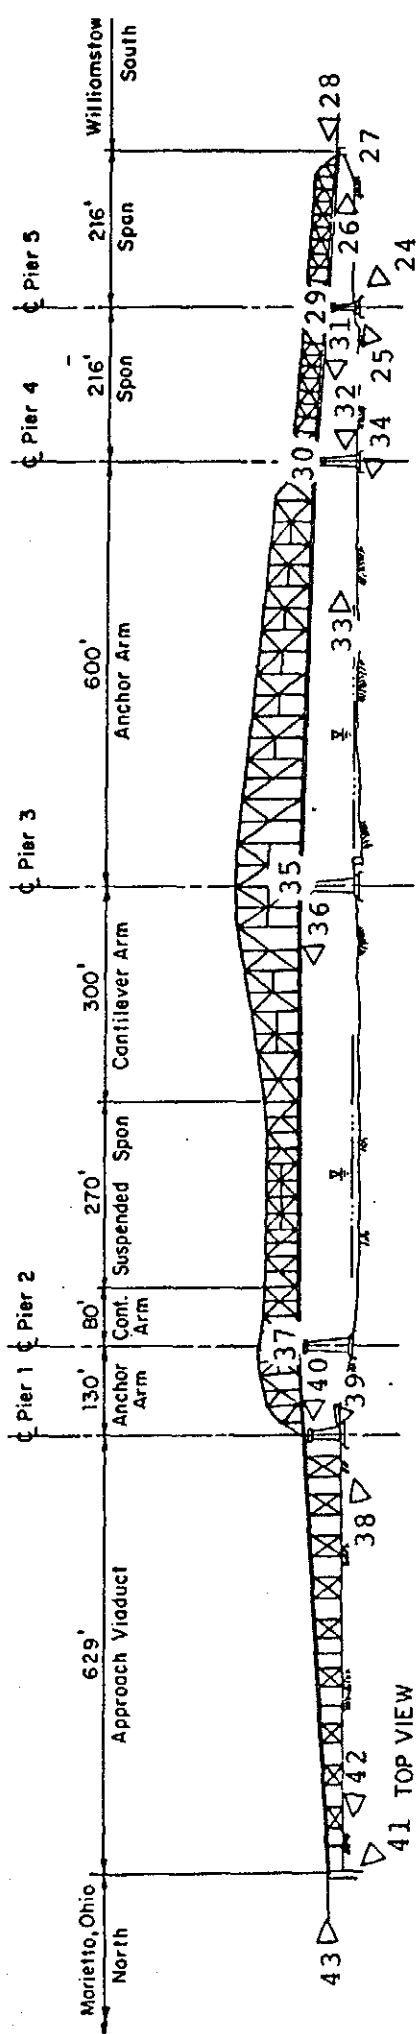 Marietto, Ohio
North
629'
Approach Viaduct
℄ Pier 1
130'
Anchor
Arm
℄ Pier 2
80'
Cont.
Arm
270'
Suspended Span
300'
Cantilever Arm
℄ Pier 3
600'
Anchor Arm
℄ Pier 4
216'
Span
℄ Pier 5
216'
Span
Williamstow
South
43
41
42
38
39
40
37
36
35
33
30
34
32
31
25
29
24
26
27
28
TOP VIEW